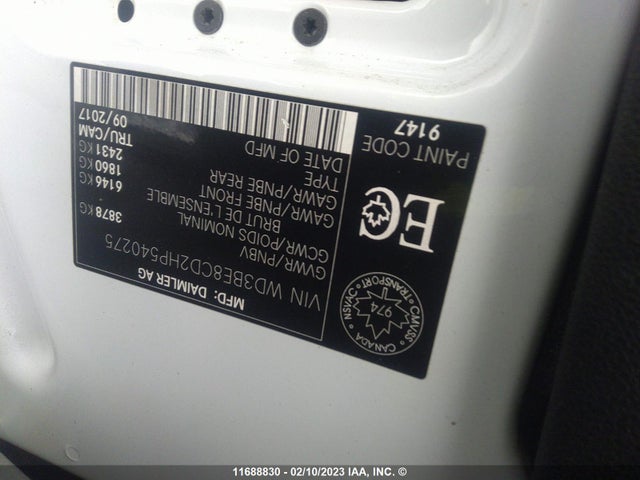 MFD: DAIMLER AG
VIN WD3BE8CD2HP540275
GVWR/PNBV 3878 KG
GCWR/POIDS NOMINAL 6146 KG
BRUT DE L'ENSEMBLE
GAWR/PNBE FRONT 1860 KG
GAWR/PNBE REAR 2431 KG
TYPE TRU/CAM
DATE OF MFD 09/2017
NSVAC
TRANSPORT
CMVSS
CANADA
974
EC
PAINT CODE
9147
11688830 - 02/10/2023 IAA, INC. ©